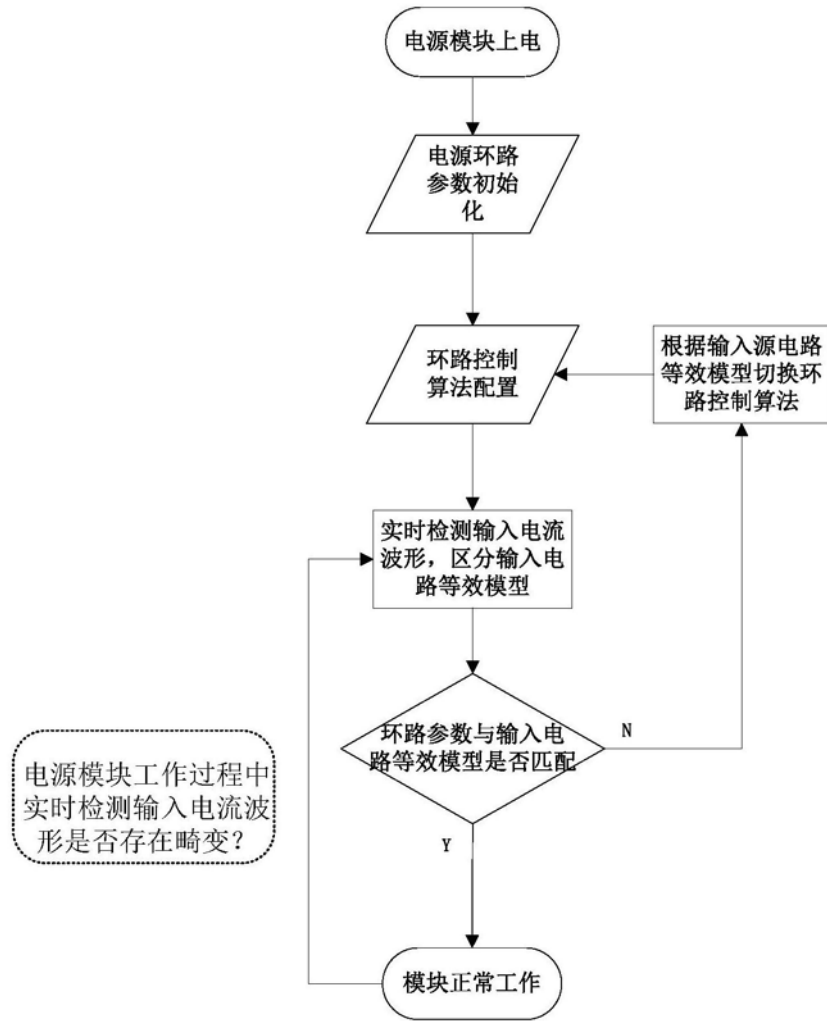 电源模块上电
电源环路
参数初始
化
环路控制
算法配置
根据输入源电路
等效模型切换环
路控制算法
实时检测输入电流
波形，区分输入电
路等效模型
环路参数与输入电
路等效模型是否匹配
N
Y
电源模块工作过程中
实时检测输入电流波
形是否存在畸变？
模块正常工作